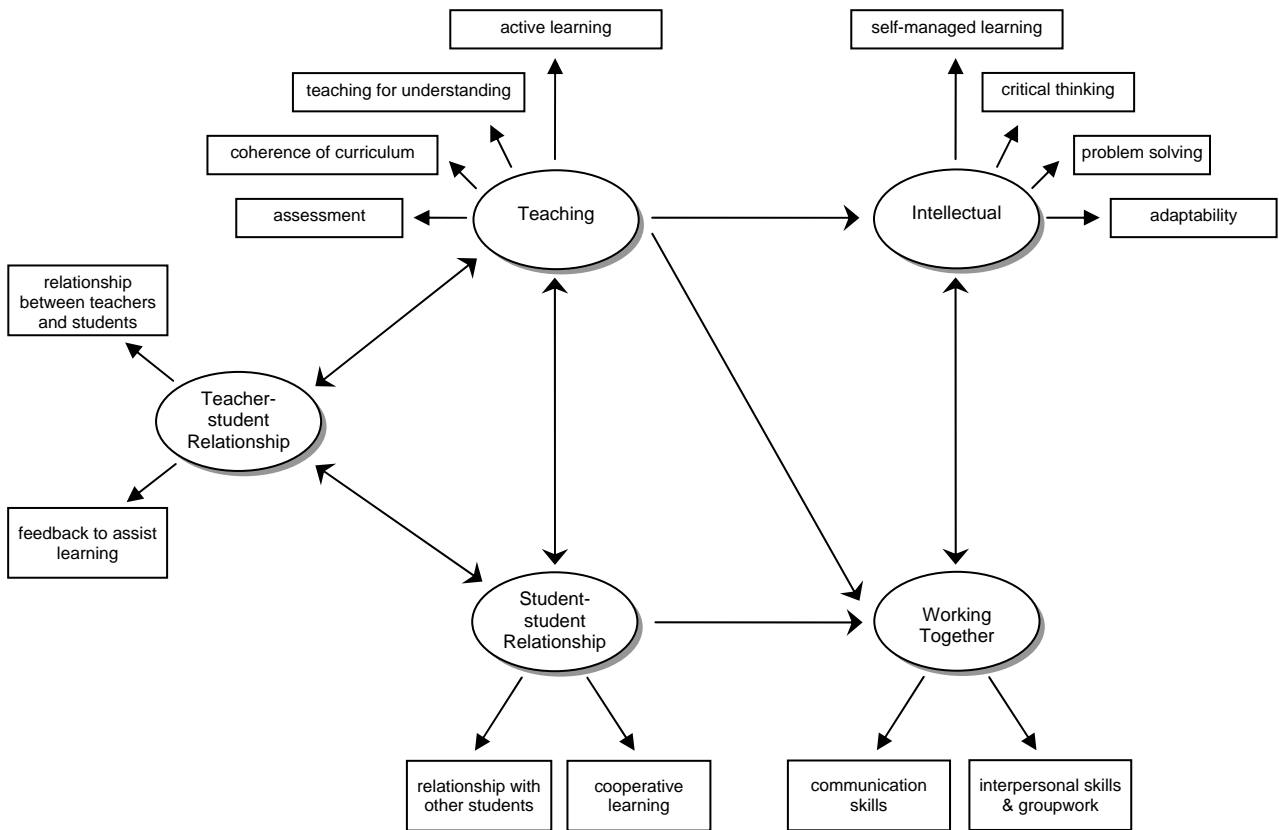 active learning
self-managed learning
teaching for understanding
critical thinking
coherence of curriculum
problem solving
assessment
Teaching
Intellectual
adaptability
relationship
between teachers
and students
Teacher-
student
Relationship
feedback to assist
learning
Student-
student
Relationship
Working
Together
relationship with
other students
cooperative
learning
communication
skills
interpersonal skills
& groupwork